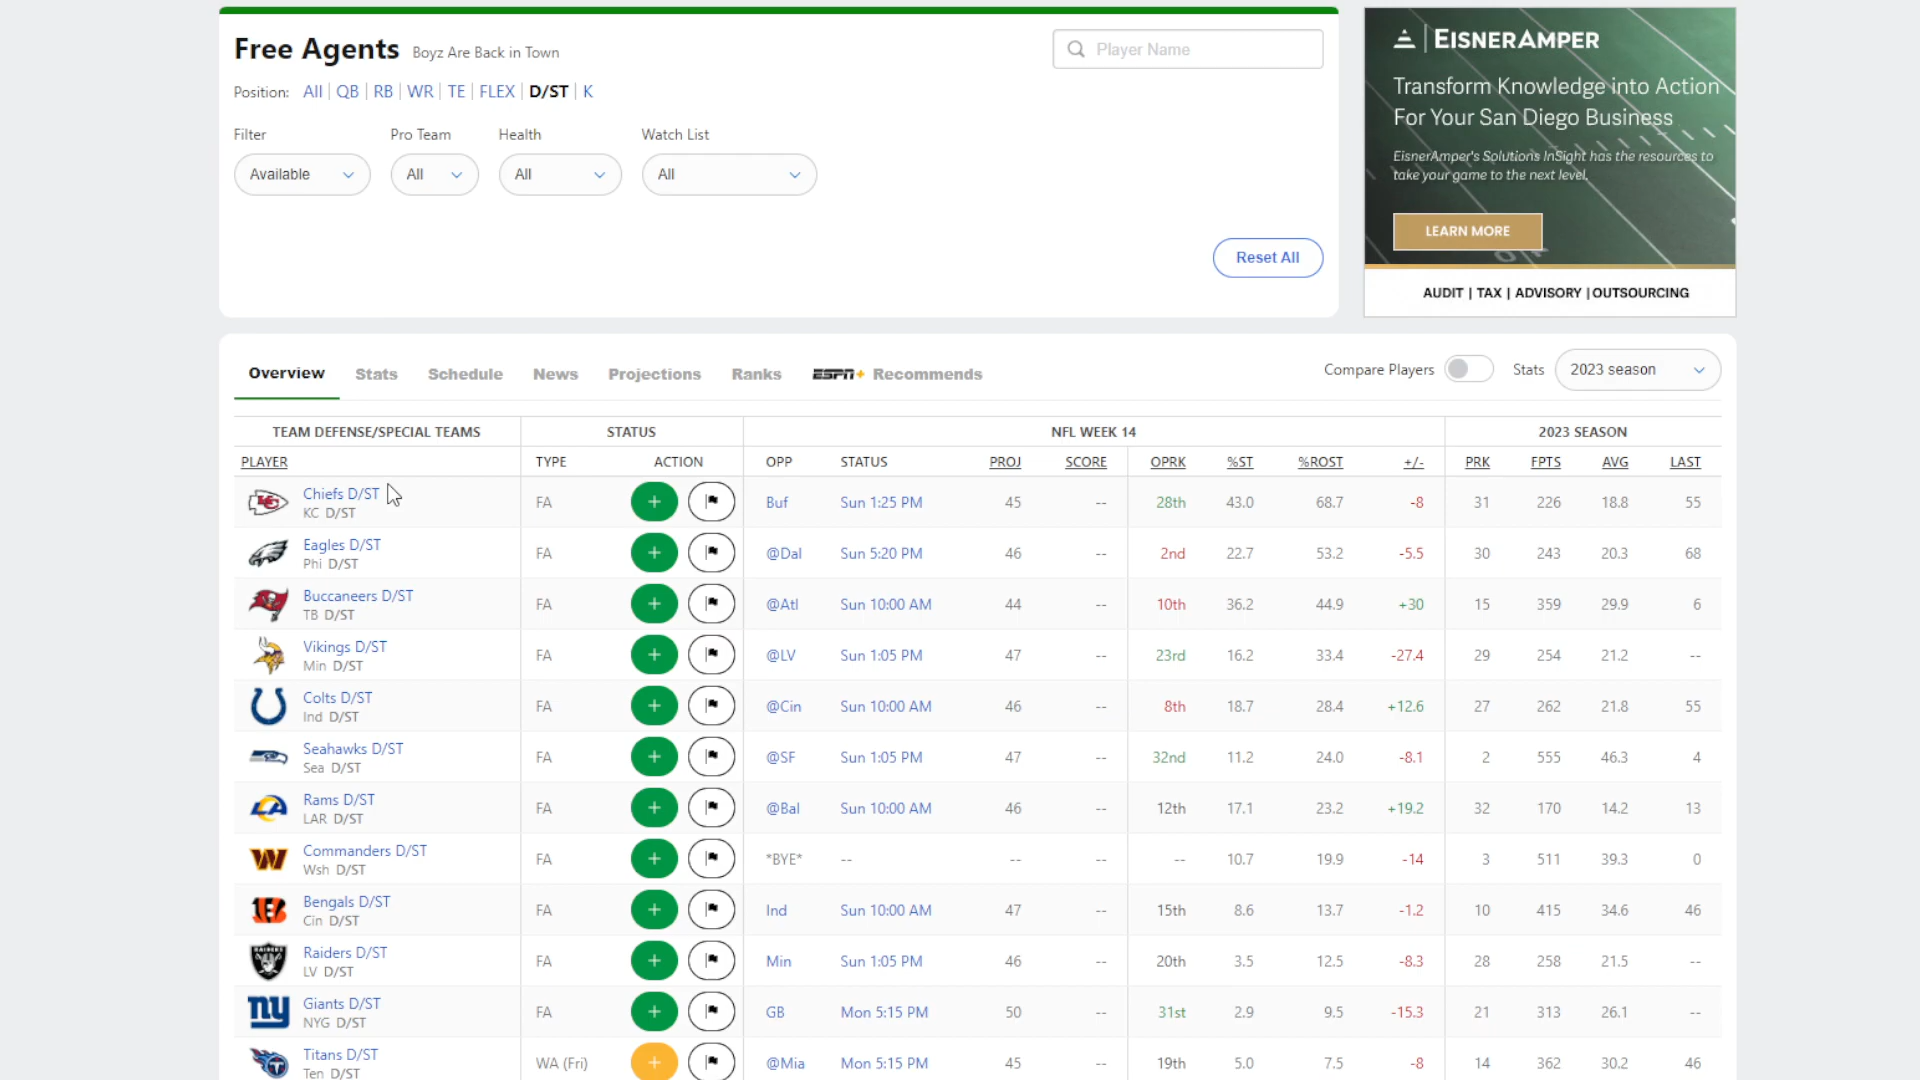 Free Agents Boyz Are Back in Town
Player Name
Position: All | QB | RB | WR | TE | FLEX | D/ST | K
Filter Pro Team Health Watch List
Available All All All
Reset All
EISNERAMPER
Transform Knowledge into Action
For Your San Diego Business
EisnerAmper's Solutions InSight has the resources to
take your game to the next level.
LEARN MORE
AUDIT | TAX | ADVISORY | OUTSOURCING
Overview Stats Schedule News Projections Ranks ESPN+ Recommends Compare Players Stats 2023 season
TEAM DEFENSE/SPECIAL TEAMS STATUS NFL WEEK 14 2023 SEASON
PLAYER TYPE ACTION OPP STATUS PROJ SCORE OPRK %ST %ROST +/- PRK FPTS AVG LAST
Chiefs D/ST
KC D/ST
FA Buf Sun 1:25 PM 45 -- 28th 43.0 68.7 -8 31 226 18.8 55
Eagles D/ST
Phi D/ST
FA @Dal Sun 5:20 PM 46 -- 2nd 22.7 53.2 -5.5 30 243 20.3 68
Buccaneers D/ST
TB D/ST
FA @Atl Sun 10:00 AM 44 -- 10th 36.2 44.9 +30 15 359 29.9 6
Vikings D/ST
Min D/ST
FA @LV Sun 1:05 PM 47 -- 23rd 16.2 33.4 -27.4 29 254 21.2 --
Colts D/ST
Ind D/ST
FA @Cin Sun 10:00 AM 46 -- 8th 18.7 28.4 +12.6 27 262 21.8 55
Seahawks D/ST
Sea D/ST
FA @SF Sun 1:05 PM 47 -- 32nd 11.2 24.0 -8.1 2 555 46.3 4
Rams D/ST
LAR D/ST
FA @Bal Sun 10:00 AM 46 -- 12th 17.1 23.2 +19.2 32 170 14.2 13
Commanders D/ST
Wsh D/ST
FA *BYE* -- -- -- -- 10.7 19.9 -14 3 511 39.3 0
Bengals D/ST
Cin D/ST
FA Ind Sun 10:00 AM 47 -- 15th 8.6 13.7 -1.2 10 415 34.6 46
RAIDERS
Raiders D/ST
LV D/ST
FA Min Sun 1:05 PM 46 -- 20th 3.5 12.5 -8.3 28 258 21.5 --
ny
Giants D/ST
NYG D/ST
FA GB Mon 5:15 PM 50 -- 31st 2.9 9.5 -15.3 21 313 26.1 --
Titans D/ST
Ten D/ST
WA (Fri) @Mia Mon 5:15 PM 45 -- 19th 5.0 7.5 -8 14 362 30.2 46